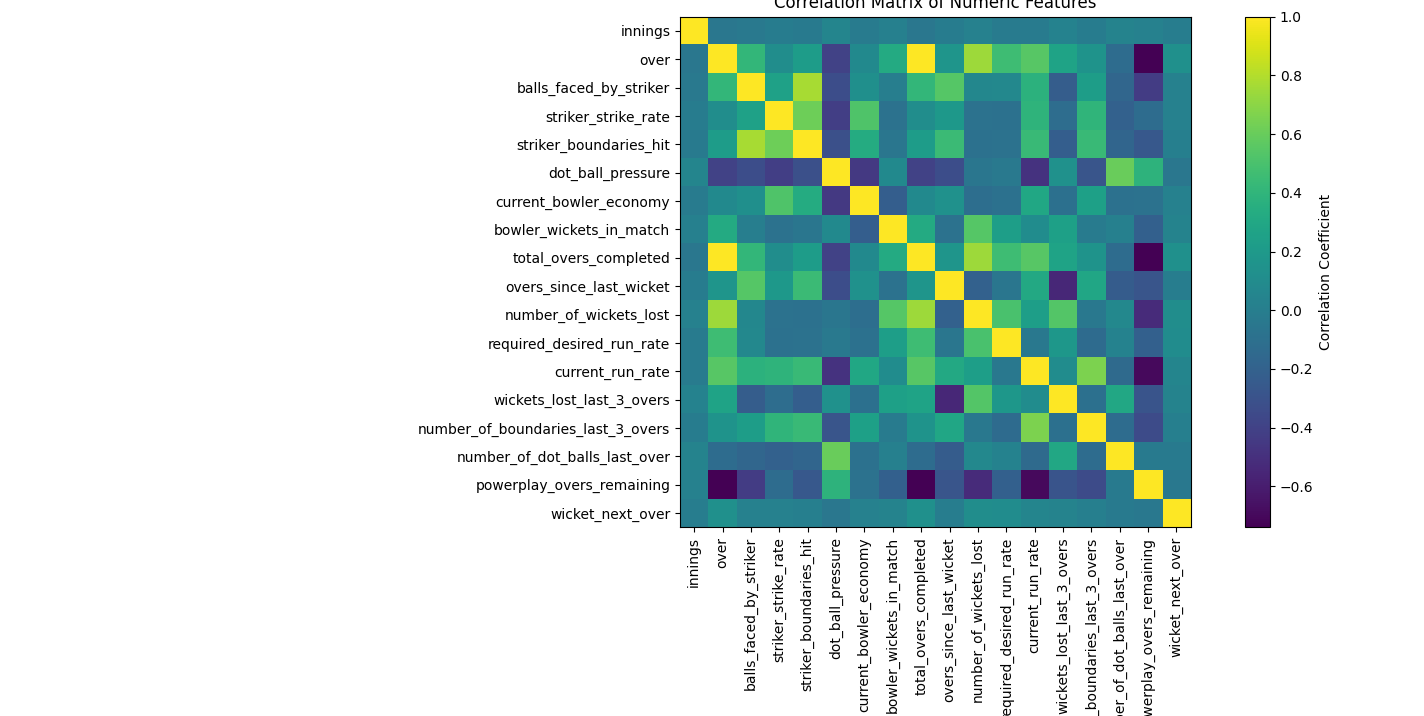 Correlation Matrix of Numeric Features
innings
over
balls_faced_by_striker
striker_strike_rate
striker_boundaries_hit
dot_ball_pressure
current_bowler_economy
bowler_wickets_in_match
total_overs_completed
overs_since_last_wicket
number_of_wickets_lost
required_desired_run_rate
current_run_rate
wickets_lost_last_3_overs
number_of_boundaries_last_3_overs
number_of_dot_balls_last_over
powerplay_overs_remaining
wicket_next_over
innings
over
balls_faced_by_striker
striker_strike_rate
striker_boundaries_hit
dot_ball_pressure
current_bowler_economy
bowler_wickets_in_match
total_overs_completed
overs_since_last_wicket
number_of_wickets_lost
equired_desired_run_rate
current_run_rate
wickets_lost_last_3_overs
_boundaries_last_3_overs
er_of_dot_balls_last_over
werplay_overs_remaining
wicket_next_over
1.0
0.8
0.6
0.4
0.2
0.0
−0.2
−0.4
−0.6
Correlation Coefficient